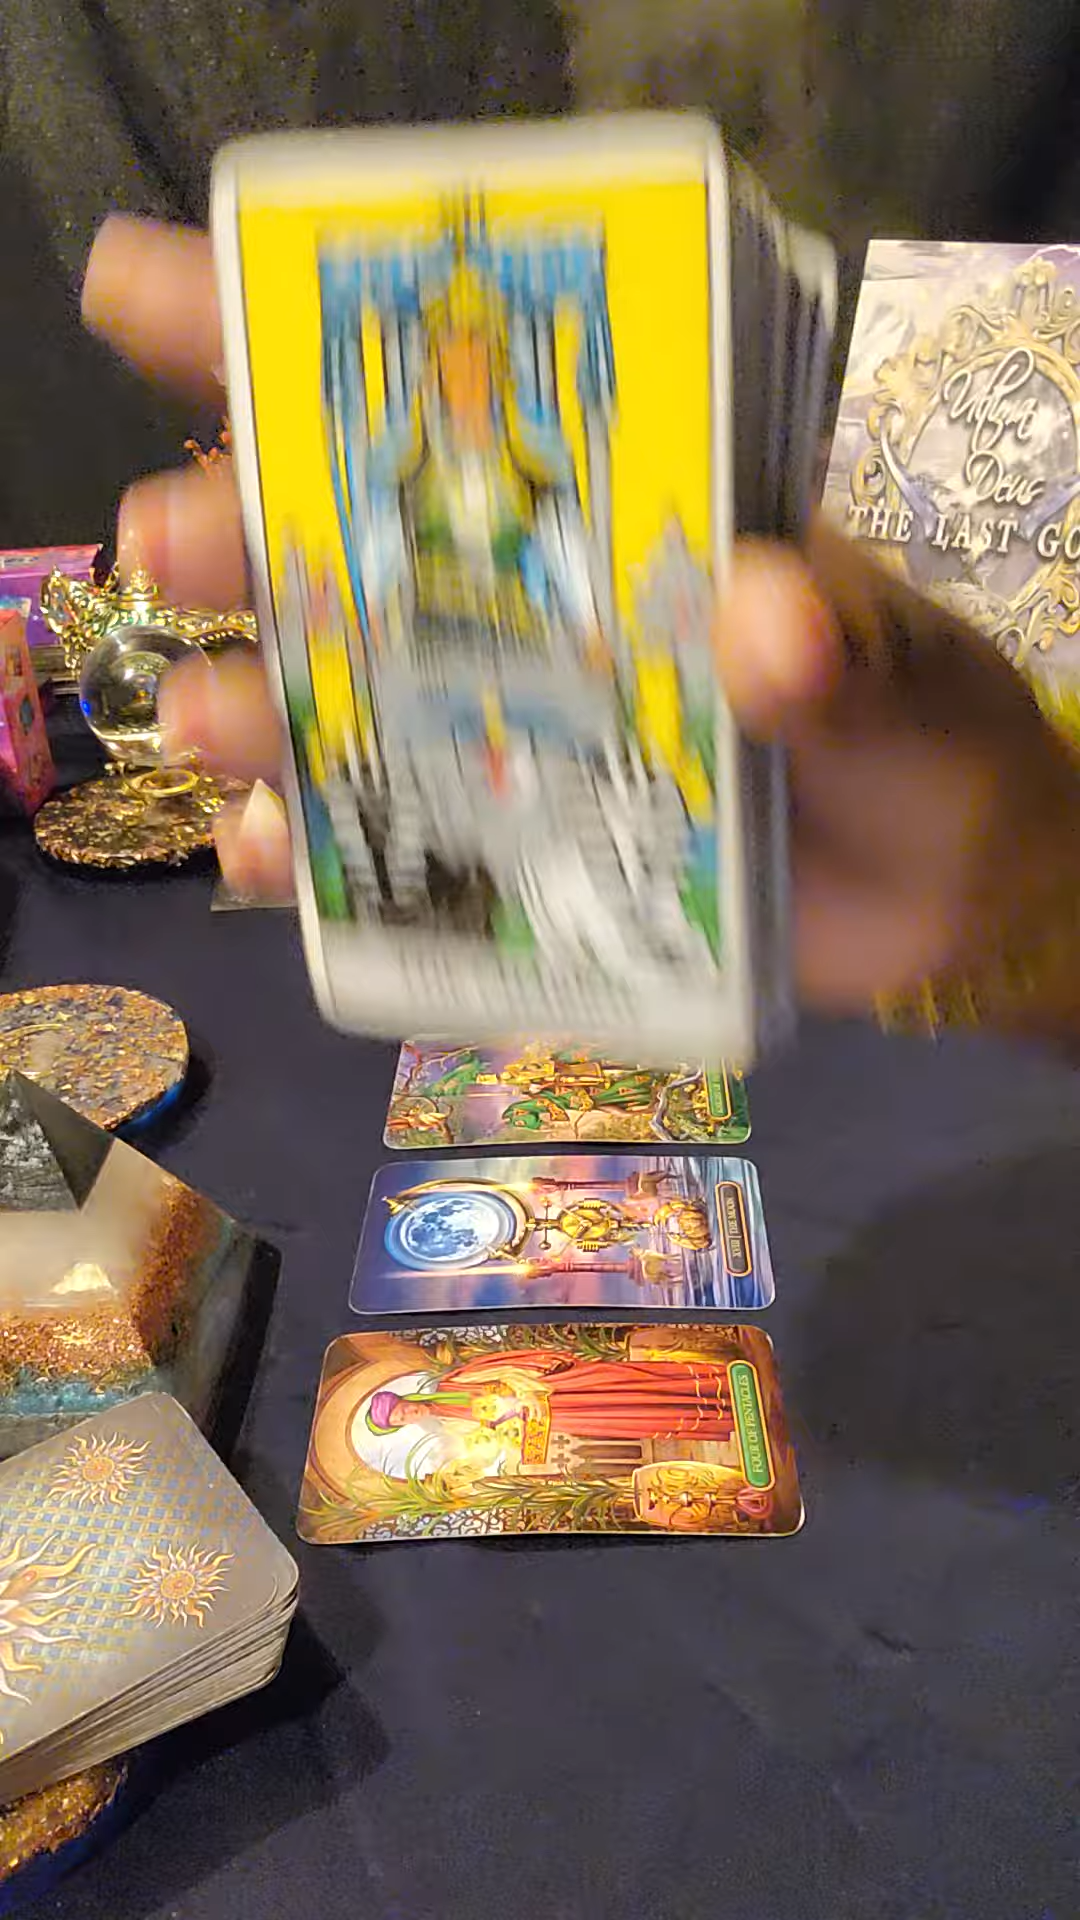 Ultima
Deus
THE LAST GO
XVIII THE MOON
FOUR OF PENTACLES